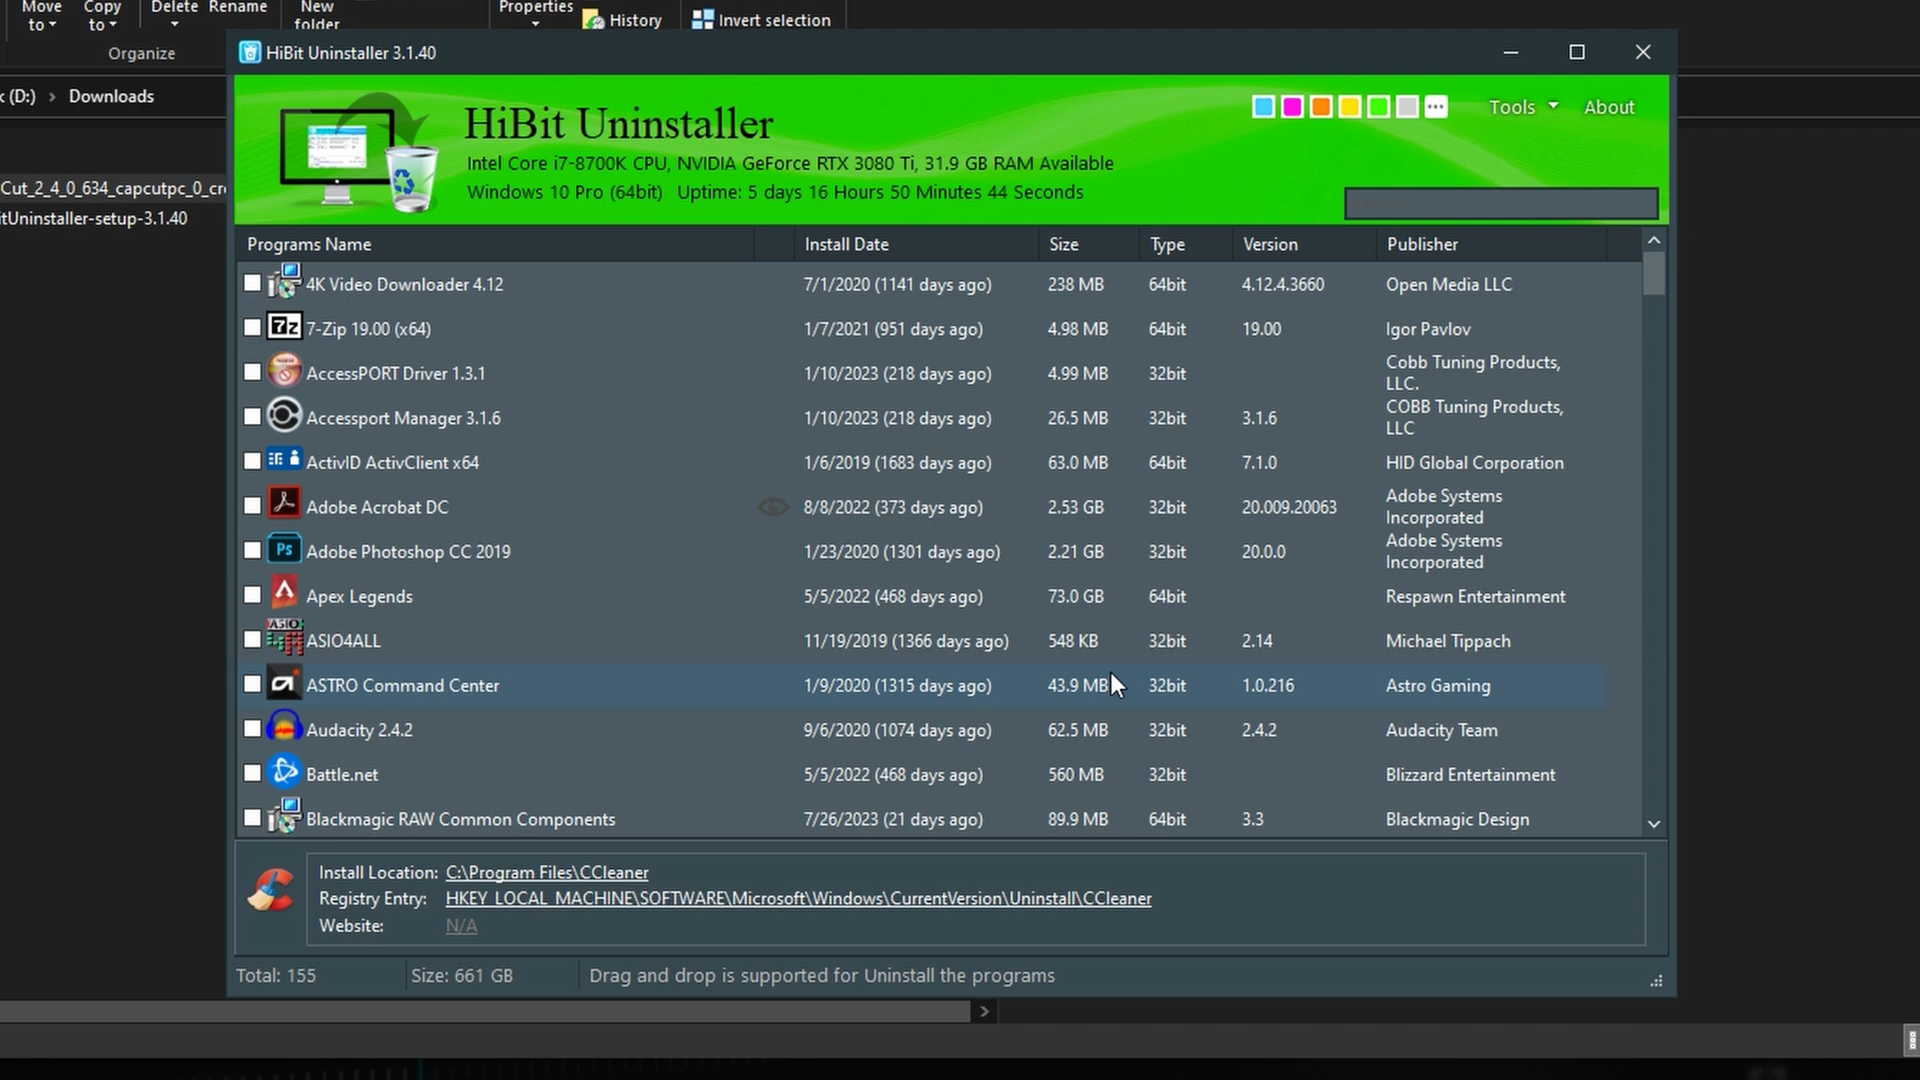 Move to
Copy to
Delete
Rename
New folder
Properties
History
Invert selection
Organize
(D:) > Downloads
Cut_2_4_0_634_capcutpc_0_cre
itUninstaller-setup-3.1.40
HiBit Uninstaller 3.1.40
HiBit Uninstaller
Intel Core i7-8700K CPU, NVIDIA GeForce RTX 3080 Ti, 31.9 GB RAM Available
Windows 10 Pro (64bit) Uptime: 5 days 16 Hours 50 Minutes 44 Seconds
Tools
About
Programs Name Install Date Size Type Version Publisher
4K Video Downloader 4.12 7/1/2020 (1141 days ago) 238 MB 64bit 4.12.4.3660 Open Media LLC
7z 7-Zip 19.00 (x64) 1/7/2021 (951 days ago) 4.98 MB 64bit 19.00 Igor Pavlov
AccessPORT Driver 1.3.1 1/10/2023 (218 days ago) 4.99 MB 32bit Cobb Tuning Products,
LLC.
Accessport Manager 3.1.6 1/10/2023 (218 days ago) 26.5 MB 32bit 3.1.6 COBB Tuning Products,
LLC
ActivID ActivClient x64 1/6/2019 (1683 days ago) 63.0 MB 64bit 7.1.0 HID Global Corporation
Adobe Acrobat DC 8/8/2022 (373 days ago) 2.53 GB 32bit 20.009.20063 Adobe Systems
Incorporated
Ps Adobe Photoshop CC 2019 1/23/2020 (1301 days ago) 2.21 GB 32bit 20.0.0 Adobe Systems
Incorporated
Apex Legends 5/5/2022 (468 days ago) 73.0 GB 64bit Respawn Entertainment
ASIO ASIO4ALL 11/19/2019 (1366 days ago) 548 KB 32bit 2.14 Michael Tippach
ASTRO Command Center 1/9/2020 (1315 days ago) 43.9 MB 32bit 1.0.216 Astro Gaming
Audacity 2.4.2 9/6/2020 (1074 days ago) 62.5 MB 32bit 2.4.2 Audacity Team
Battle.net 5/5/2022 (468 days ago) 560 MB 32bit Blizzard Entertainment
Blackmagic RAW Common Components 7/26/2023 (21 days ago) 89.9 MB 64bit 3.3 Blackmagic Design
Install Location: C:\Program Files\CCleaner
Registry Entry: HKEY_LOCAL_MACHINE\SOFTWARE\Microsoft\Windows\CurrentVersion\Uninstall\CCleaner
Website: N/A
Total: 155 Size: 661 GB Drag and drop is supported for Uninstall the programs